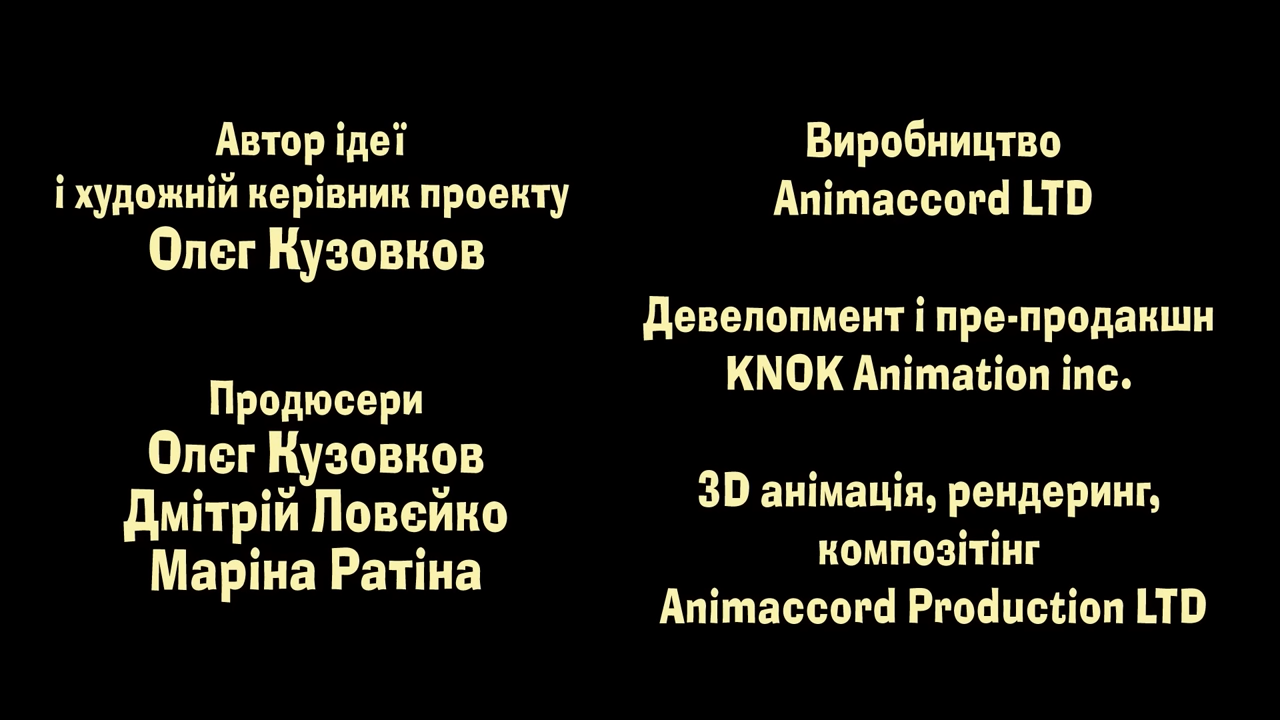 Автор ідеї
і художній керівник проекту
Олєг Кузовков
Продюсери
Олєг Кузовков
Дмітрій Ловєйко
Маріна Ратіна
Виробництво
Animaccord LTD
Девелопмент і пре-продакшн
KNOK Animation inc.
3D анімація, рендеринг,
композітінг
Animaccord Production LTD